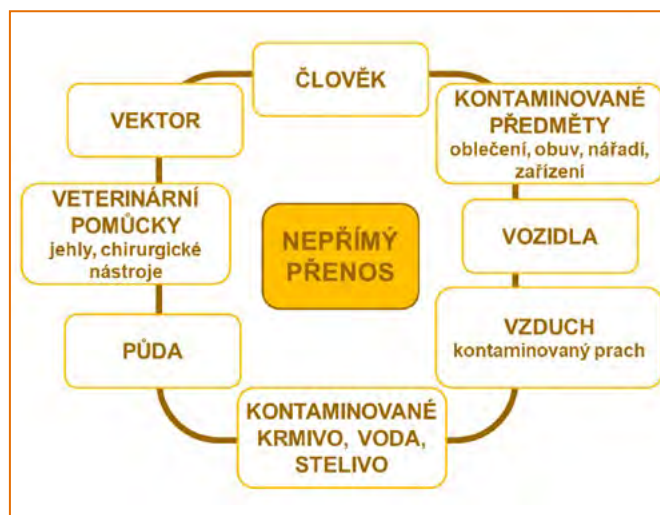 ČLOVĚK
KONTAMINOVANÉ
PŘEDMĚTY
oblečení, obuv, nářadí,
zařízení
VOZIDLA
VZDUCH
kontaminovaný prach
KONTAMINOVANÉ
KRMIVO, VODA,
STELIVO
PŮDA
VETERINÁRNÍ
POMŮCKY
jehly, chirurgické
nástroje
VEKTOR
NEPŘÍMÝ
PŘENOS